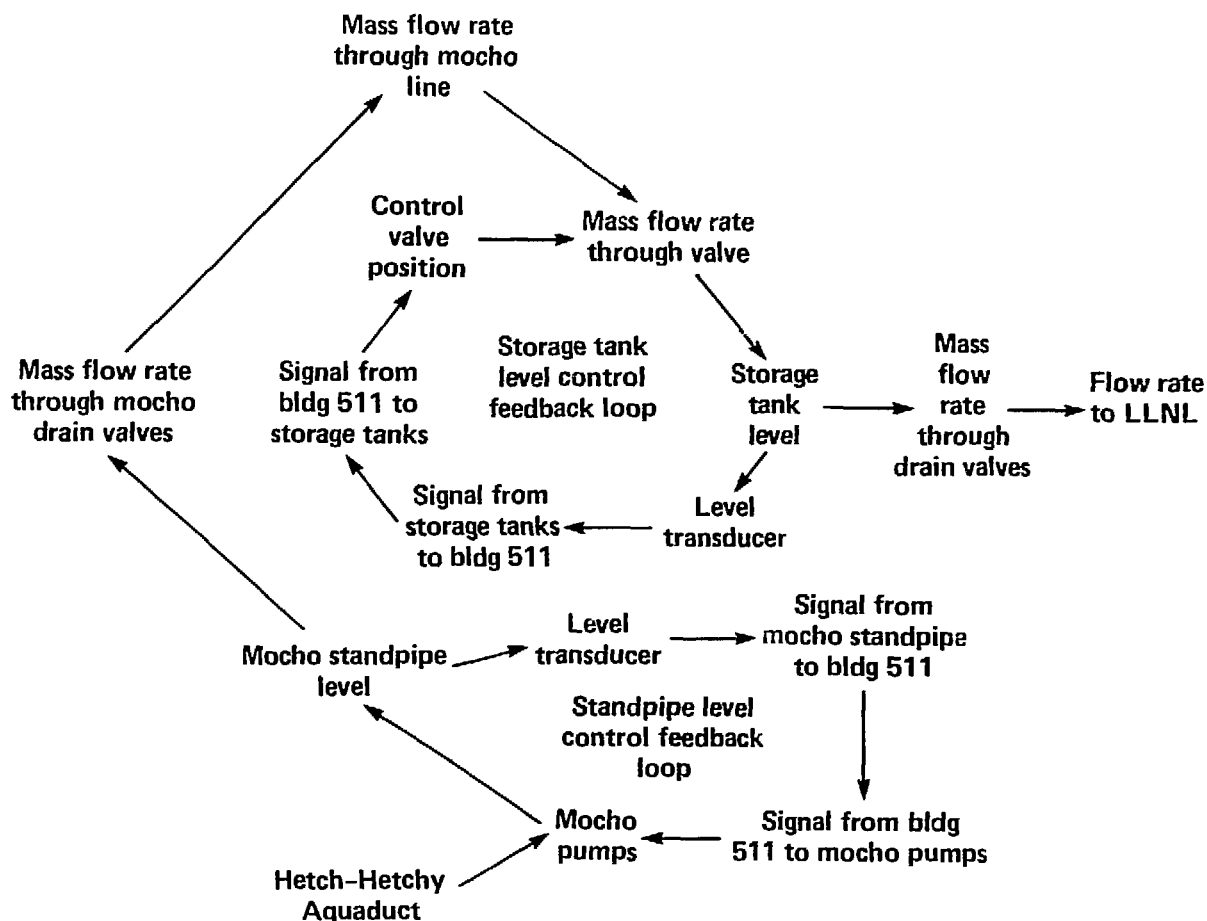 Mass flow rate
through mocho
line
Control
valve
position
Mass flow rate
through valve
Mass flow rate
through mocho
drain valves
Signal from
bldg 511 to
storage tanks
Storage tank
level control
feedback loop
Storage
tank
level
Mass
flow
rate
through
drain valves
Flow rate
to LLNL
Signal from
storage tanks
to bldg 511
Level
transducer
Mocho standpipe
level
Level
transducer
Signal from
mocho standpipe
to bldg 511
Standpipe level
control feedback
loop
Mocho
pumps
Signal from bldg
511 to mocho pumps
Hetch-Hetchy
Aquaduct